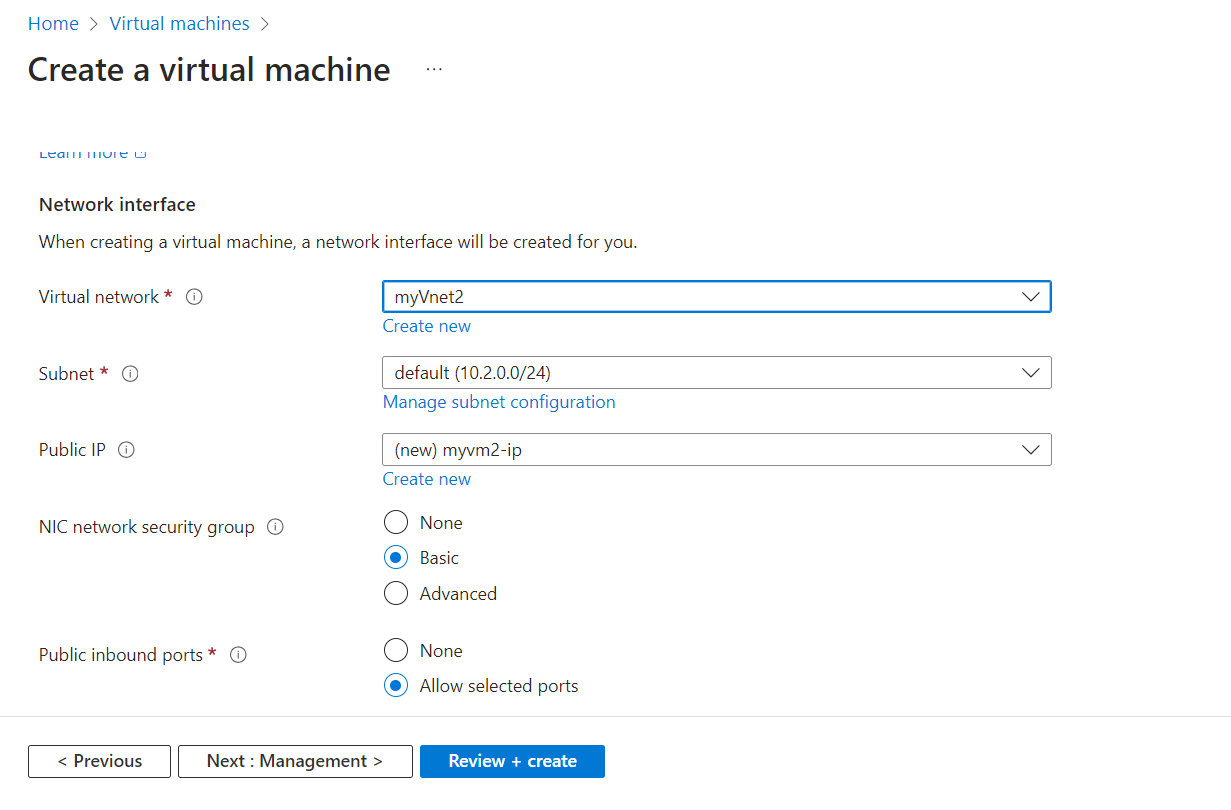 Home > Virtual machines >
Create a virtual machine ...
Learn more
Network interface
When creating a virtual machine, a network interface will be created for you.
Virtual network * myVnet2
Create new
Subnet * default (10.2.0.0/24)
Manage subnet configuration
Public IP (new) myvm2-ip
Create new
NIC network security group None
Basic
Advanced
Public inbound ports * None
Allow selected ports
< Previous Next : Management > Review + create